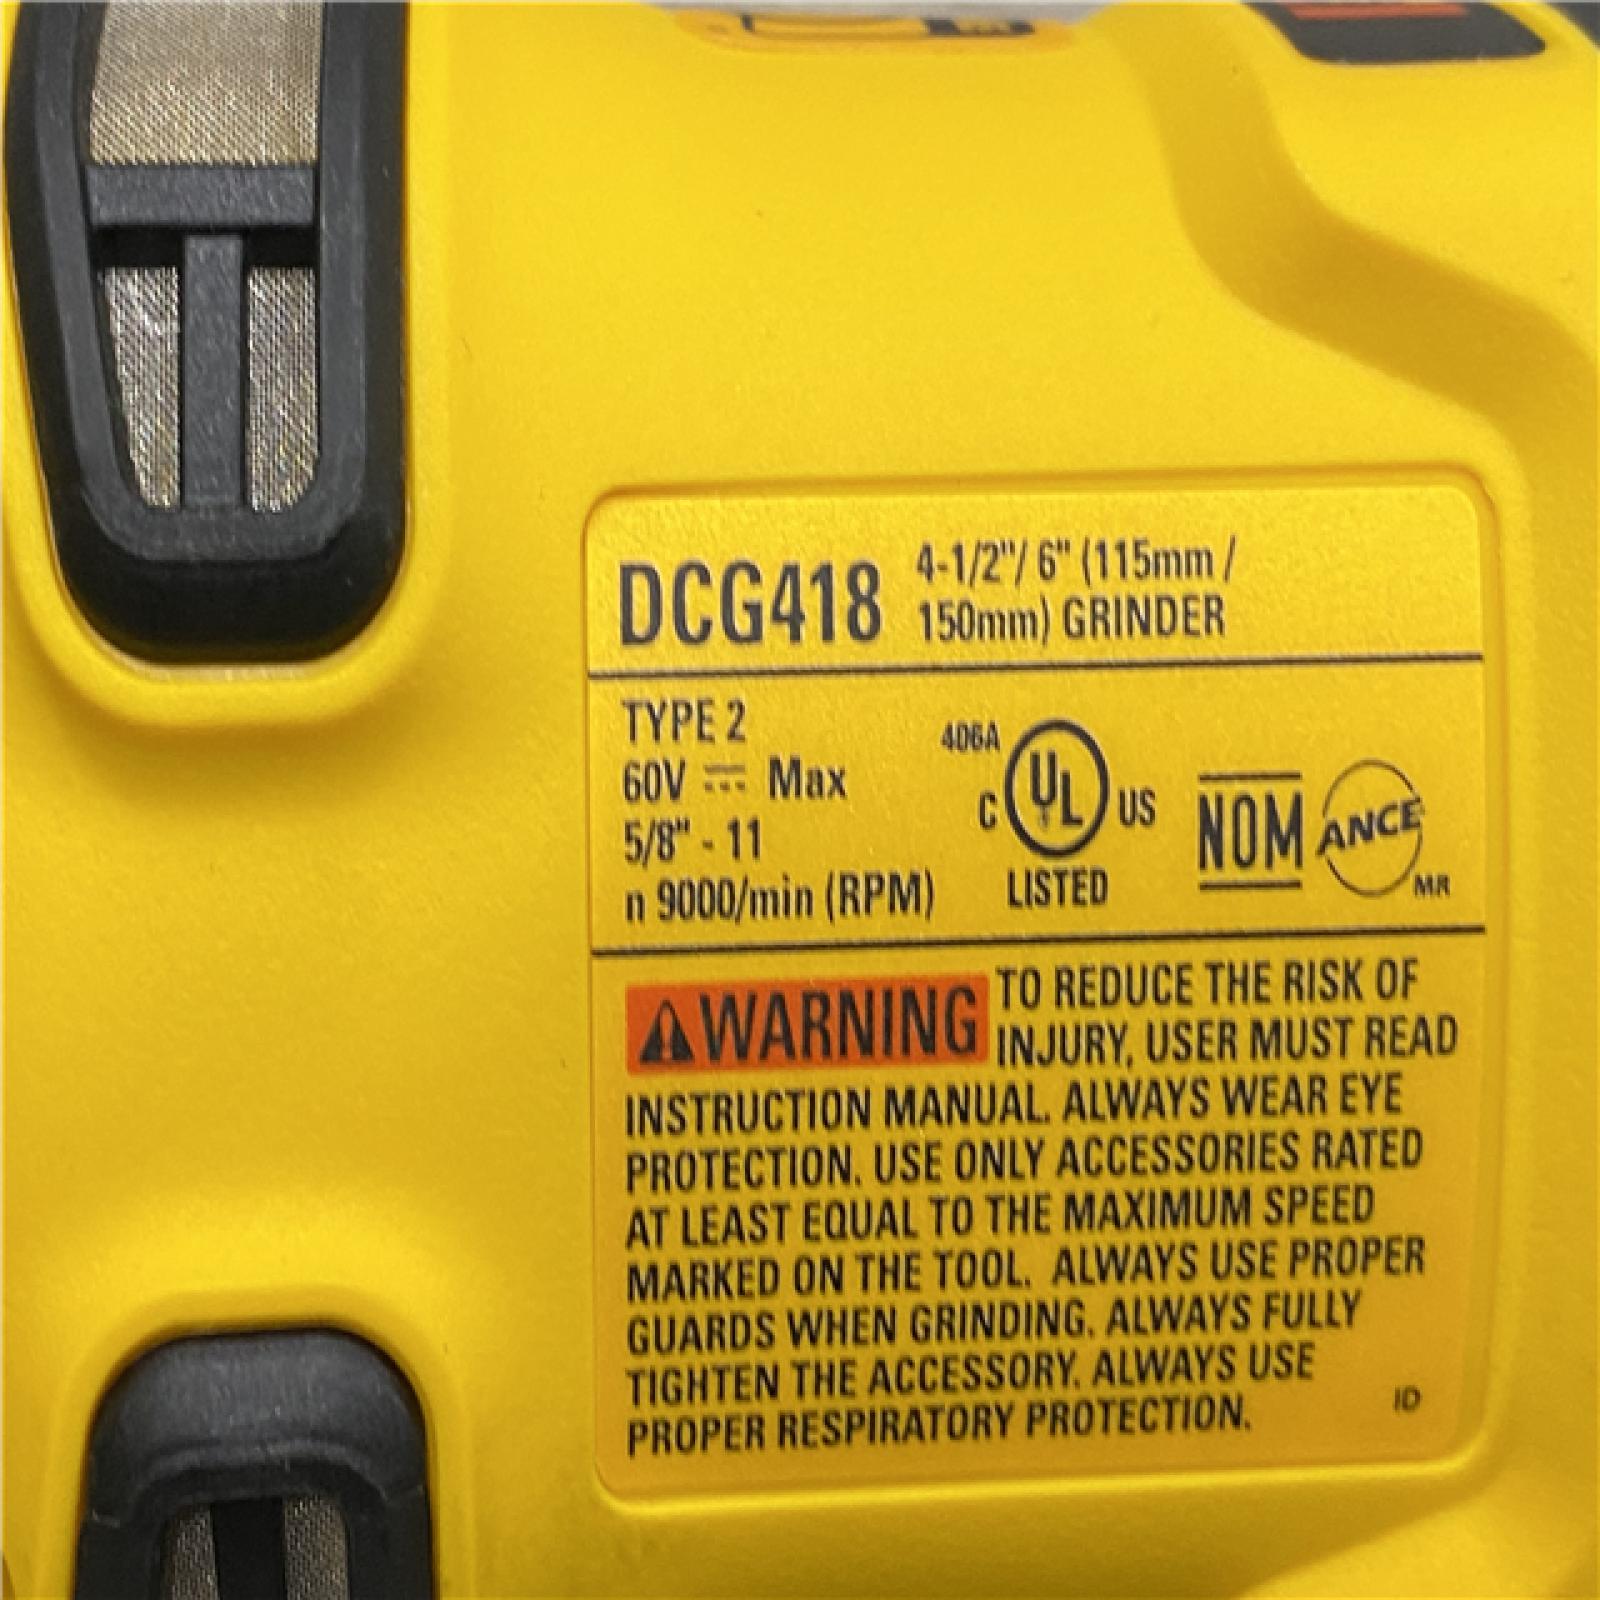 DCG418 4-1/2"/ 6" (115mm /
150mm) GRINDER
TYPE 2
60V ⎓ Max
5/8" - 11
n 9000/min (RPM)
406A
C UL US
LISTED
NOM
ANCE
MR
⚠WARNING TO REDUCE THE RISK OF
INJURY, USER MUST READ
INSTRUCTION MANUAL. ALWAYS WEAR EYE
PROTECTION. USE ONLY ACCESSORIES RATED
AT LEAST EQUAL TO THE MAXIMUM SPEED
MARKED ON THE TOOL. ALWAYS USE PROPER
GUARDS WHEN GRINDING. ALWAYS FULLY
TIGHTEN THE ACCESSORY. ALWAYS USE
PROPER RESPIRATORY PROTECTION.
ID